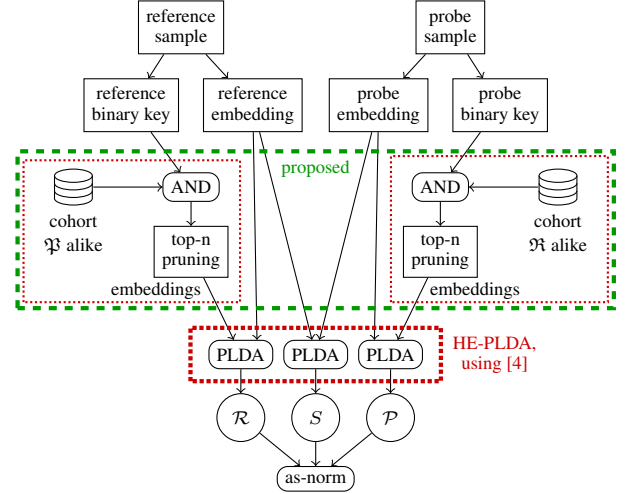 reference
sample
probe
sample
reference
binary key
reference
embedding
probe
embedding
probe
binary key
proposed
AND
AND
cohort
𝔓 alike
cohort
ℜ alike
top-n
pruning
top-n
pruning
embeddings
embeddings
PLDA
PLDA
PLDA
HE-PLDA,
using [4]
ℛ
S
𝒫
as-norm